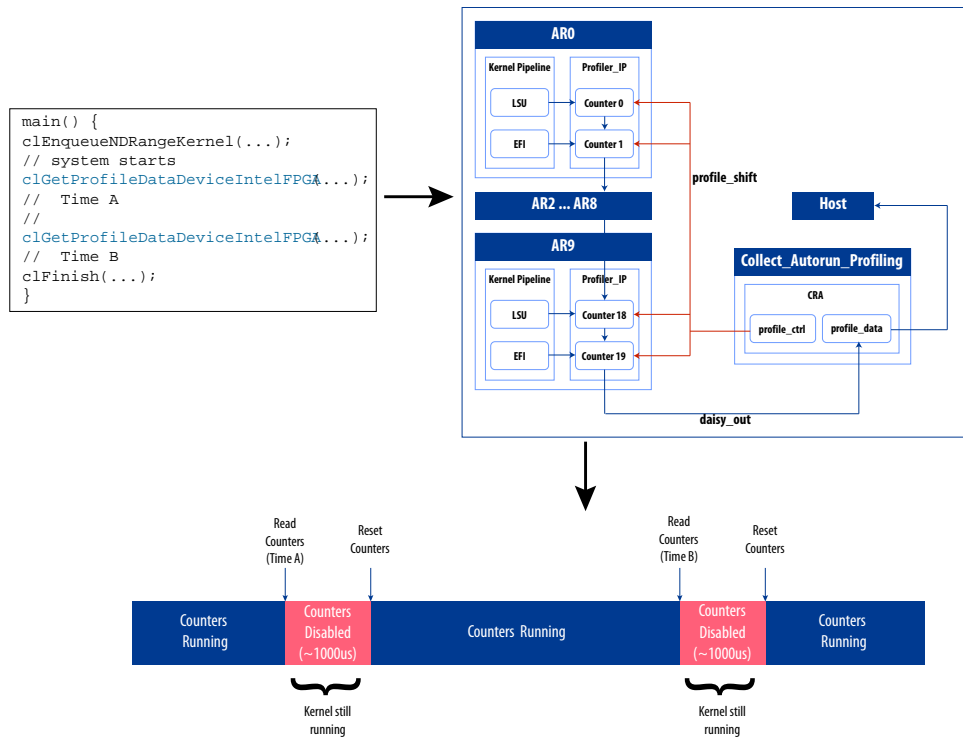 main() {
clEnqueueNDRangeKernel(...);
// system starts
clGetProfileDataDeviceIntelFPGA(...);
// Time A
//
clGetProfileDataDeviceIntelFPGA(...);
// Time B
clFinish(...);
}
AR0
Kernel Pipeline
Profiler_IP
LSU
Counter 0
EFI
Counter 1
profile_shift
AR2 ... AR8
Host
AR9
Collect_Autorun_Profiling
Kernel Pipeline
Profiler_IP
CRA
LSU
Counter 18
profile_ctrl
profile_data
EFI
Counter 19
daisy_out
Read
Counters
(Time A)
Reset
Counters
Read
Counters
(Time B)
Reset
Counters
Counters
Running
Counters
Disabled
(~1000us)
Counters Running
Counters
Disabled
(~1000us)
Counters
Running
Kernel still
running
Kernel still
running